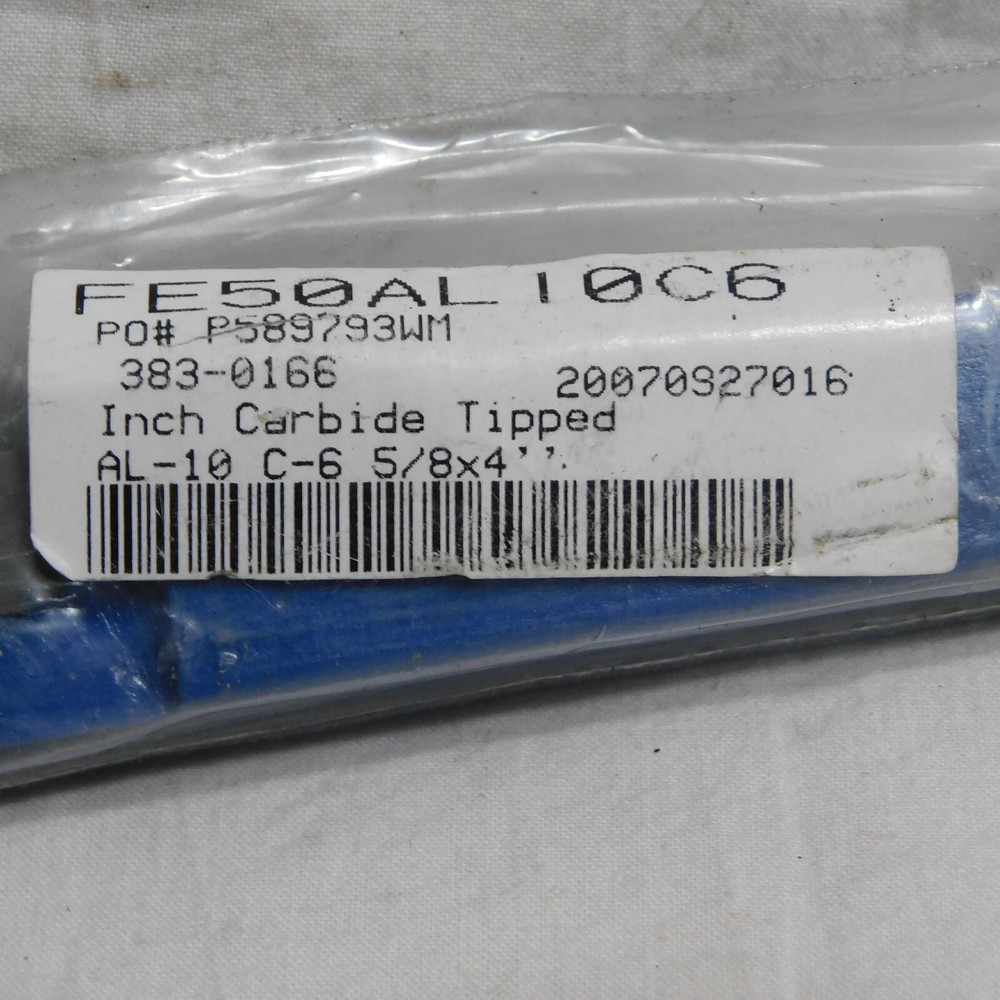 FE50AL10C6
PO# P589793WM
383-0166 20070S27016
Inch Carbide Tipped
AL-10 C-6 5/8x4''